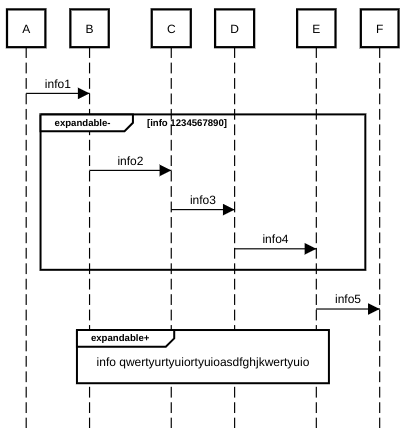 A B C D E F
info1
expandable- [info 1234567890]
info2
info3
info4
info5
expandable+
info qwertyurtyuiortyuioasdfghjkwertyuio